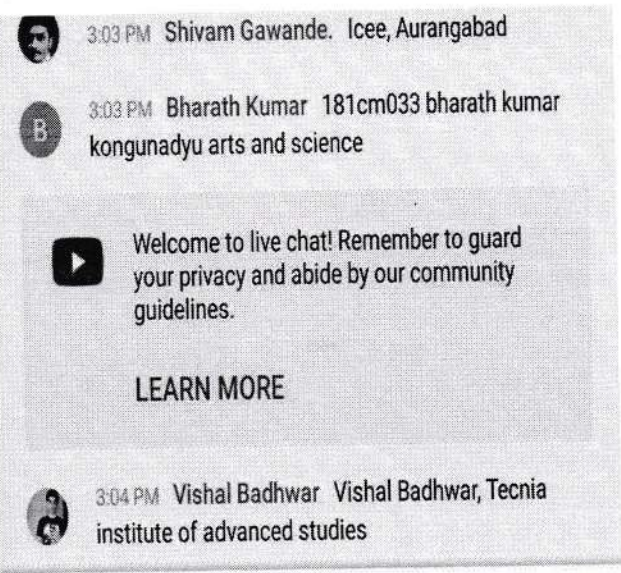 3:03 PM Shivam Gawande. Icee, Aurangabad
B
3:03 PM Bharath Kumar 181cm033 bharath kumar
kongunadyu arts and science
Welcome to live chat! Remember to guard
your privacy and abide by our community
guidelines.
LEARN MORE
3:04 PM Vishal Badhwar Vishal Badhwar, Tecnia
institute of advanced studies